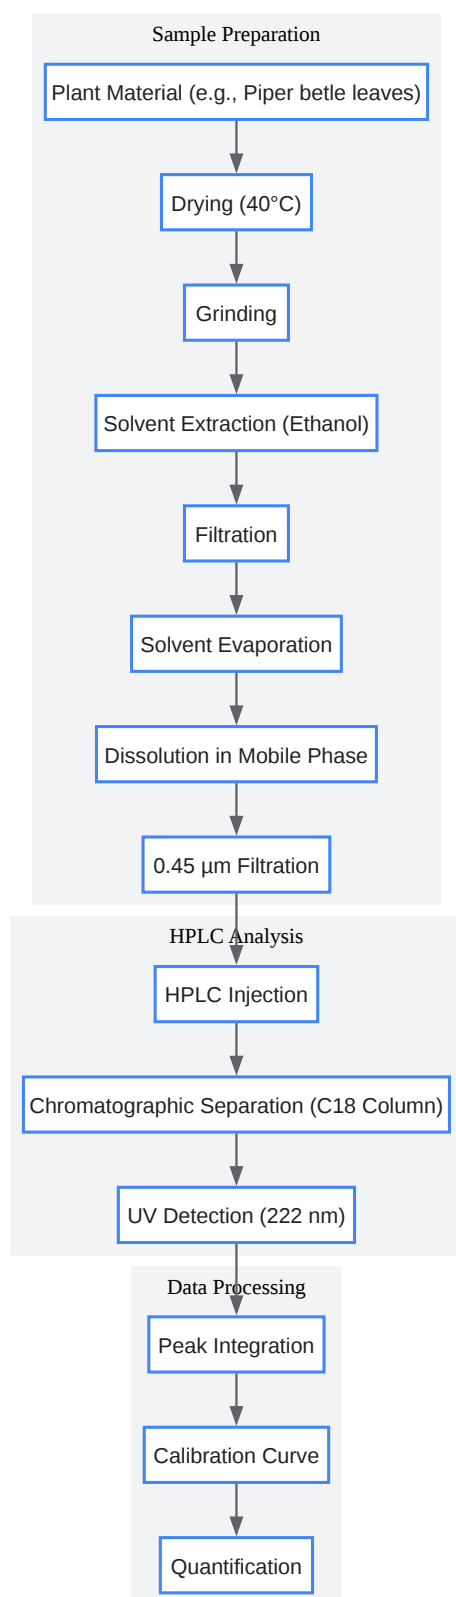 Sample Preparation
Plant Material (e.g., Piper betle leaves)
Drying (40°C)
Grinding
Solvent Extraction (Ethanol)
Filtration
Solvent Evaporation
Dissolution in Mobile Phase
0.45 µm Filtration
HPLC Analysis
HPLC Injection
Chromatographic Separation (C18 Column)
UV Detection (222 nm)
Data Processing
Peak Integration
Calibration Curve
Quantification